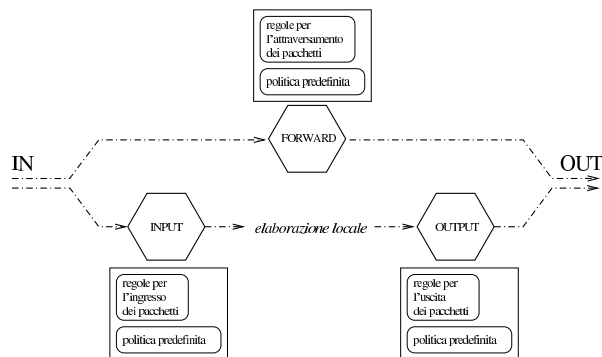 regole per
l'attraversamento
dei pacchetti
politica predefinita
FORWARD
IN
OUT
INPUT
elaborazione locale
OUTPUT
regole per
l'ingresso
dei pacchetti
politica predefinita
regole per
l'uscita
dei pacchetti
politica predefinita